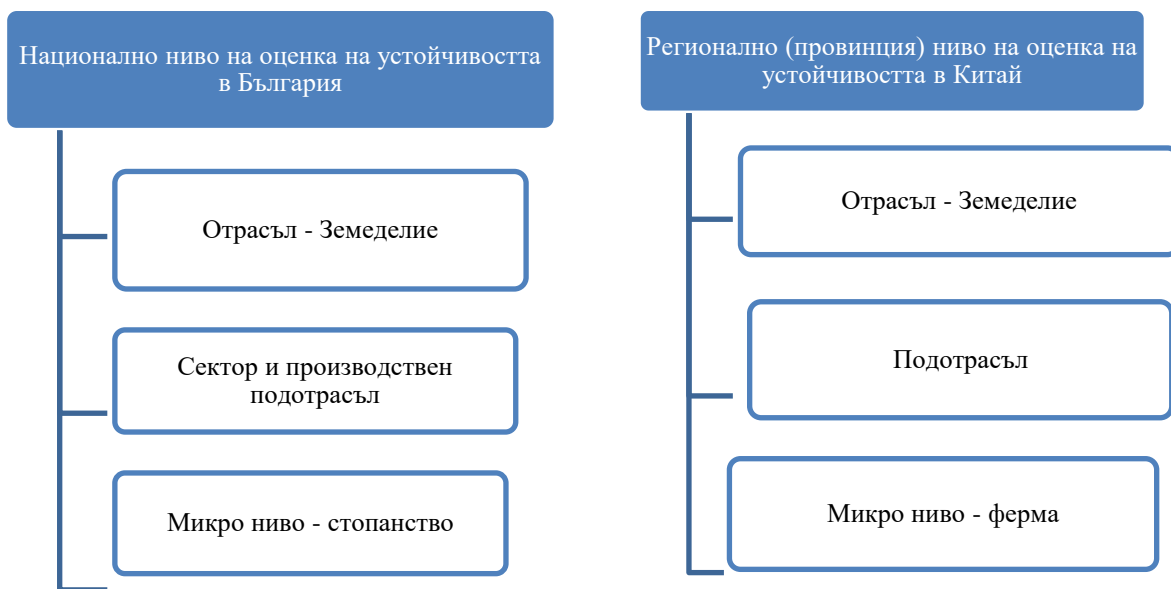 Национално ниво на оценка на устойчивостта
в България
Отрасъл - Земеделие
Сектор и производствен
подотрасъл
Микро ниво - стопанство
Регионално (провинция) ниво на оценка на
устойчивостта в Китай
Отрасъл - Земеделие
Подотрасъл
Микро ниво - ферма